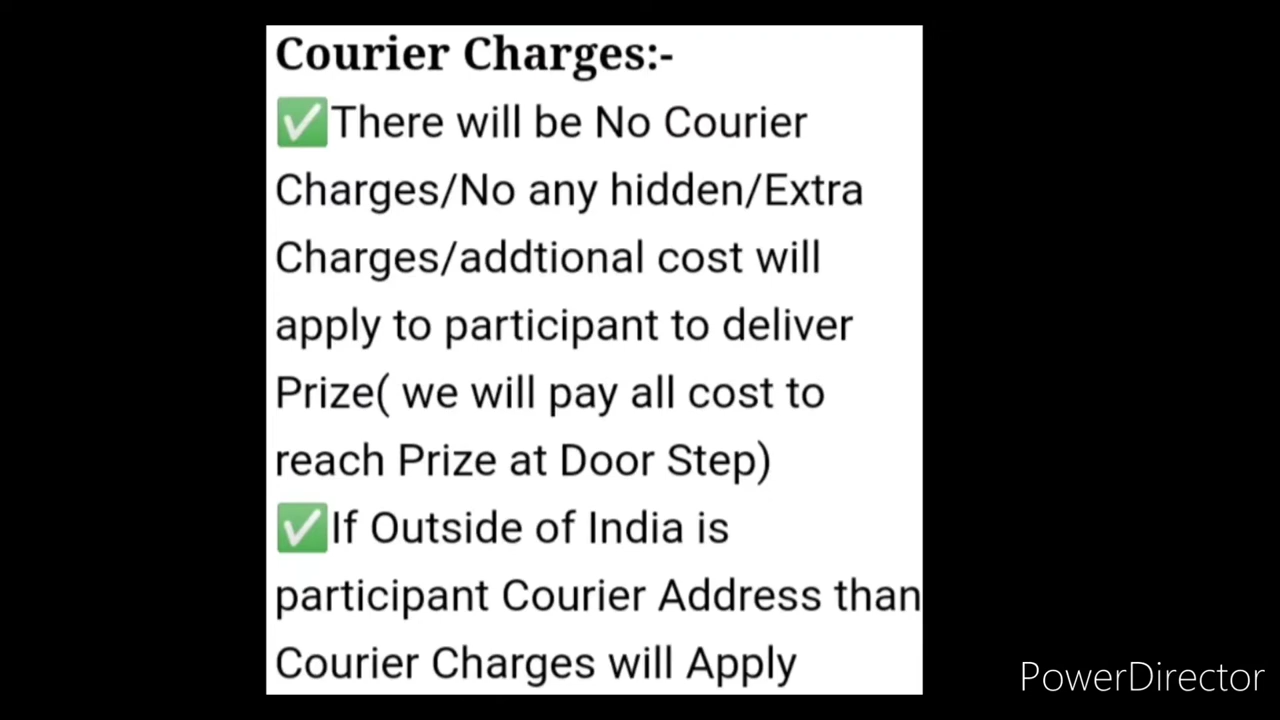 Courier Charges:-
✅There will be No Courier
Charges/No any hidden/Extra
Charges/addtional cost will
apply to participant to deliver
Prize( we will pay all cost to
reach Prize at Door Step)
✅If Outside of India is
participant Courier Address than
Courier Charges will Apply
PowerDirector